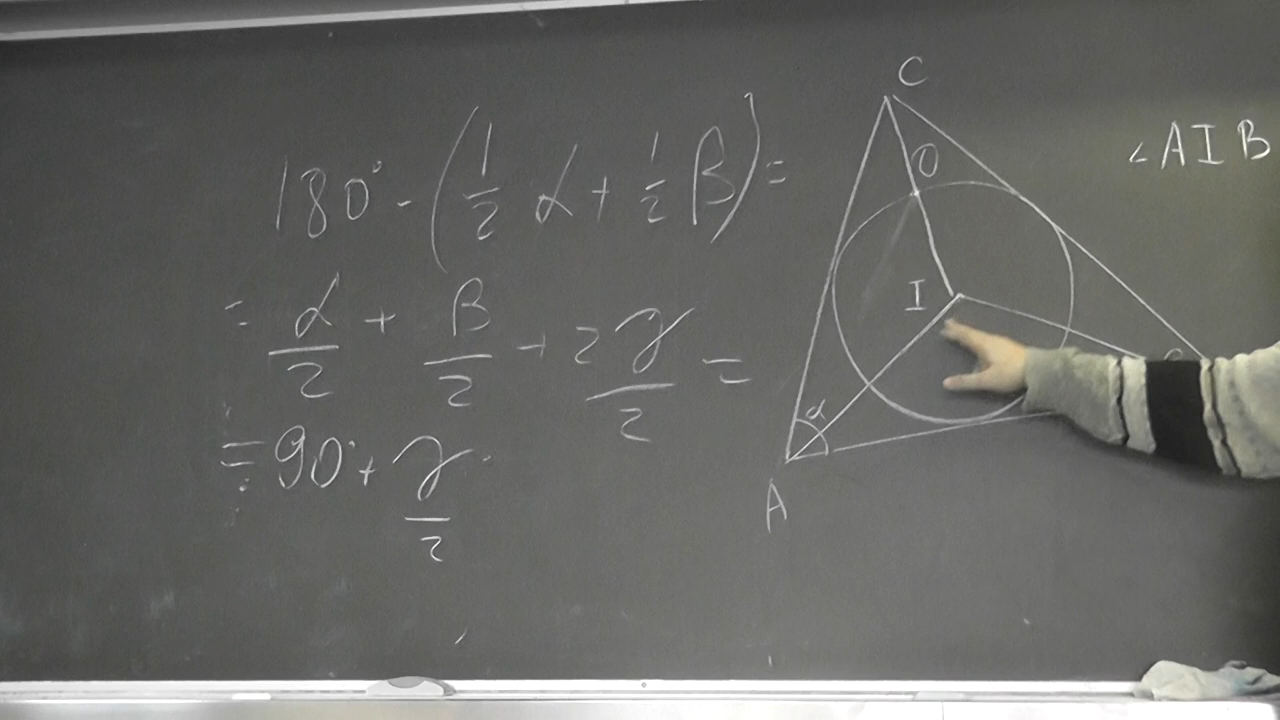 180° - (1/2 α + 1/2 β) =
= α/2 + β/2 + 2γ/2 =
= 90° + γ/2
C
O
I
α
A
∠AIB